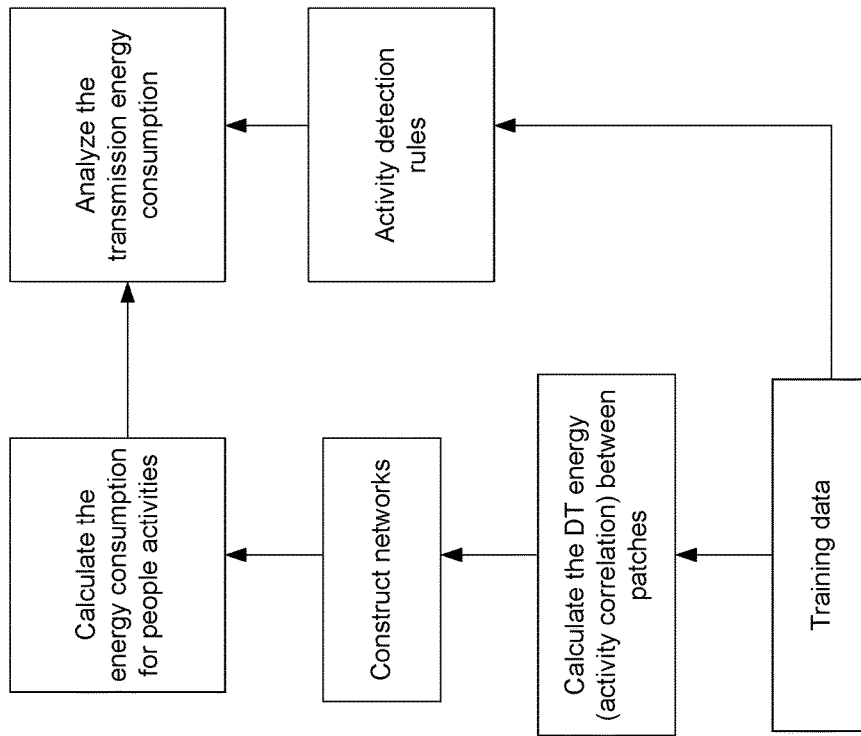 Training data
Calculate the DT energy
(activity correlation) between
patches
Construct networks
Calculate the
energy consumption
for people activities
Activity detection
rules
Analyze the
transmission energy
consumption